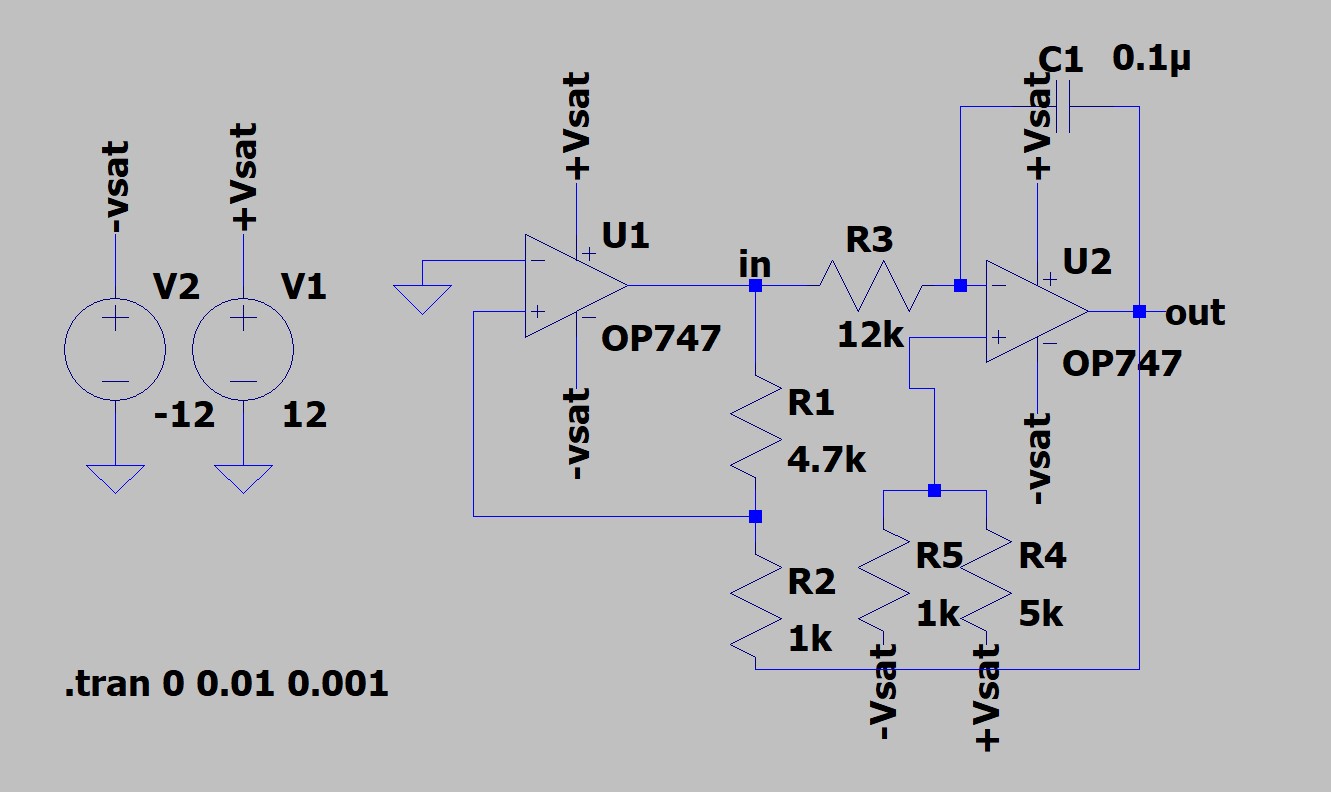 -vsat
+Vsat
V2
V1
-12
12
+Vsat
U1
OP747
-vsat
in
R3
12k
C1
0.1µ
+Vsat
U2
OP747
-vsat
out
R1
4.7k
R2
1k
R5
1k
R4
5k
-Vsat
+Vsat
.tran 0 0.01 0.001